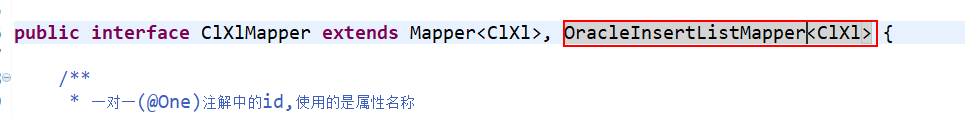 public interface ClXlMapper extends Mapper<ClXl>, OracleInsertListMapper<ClXl> {
/**
* 一对一(@One)注解中的id,使用的是属性名称